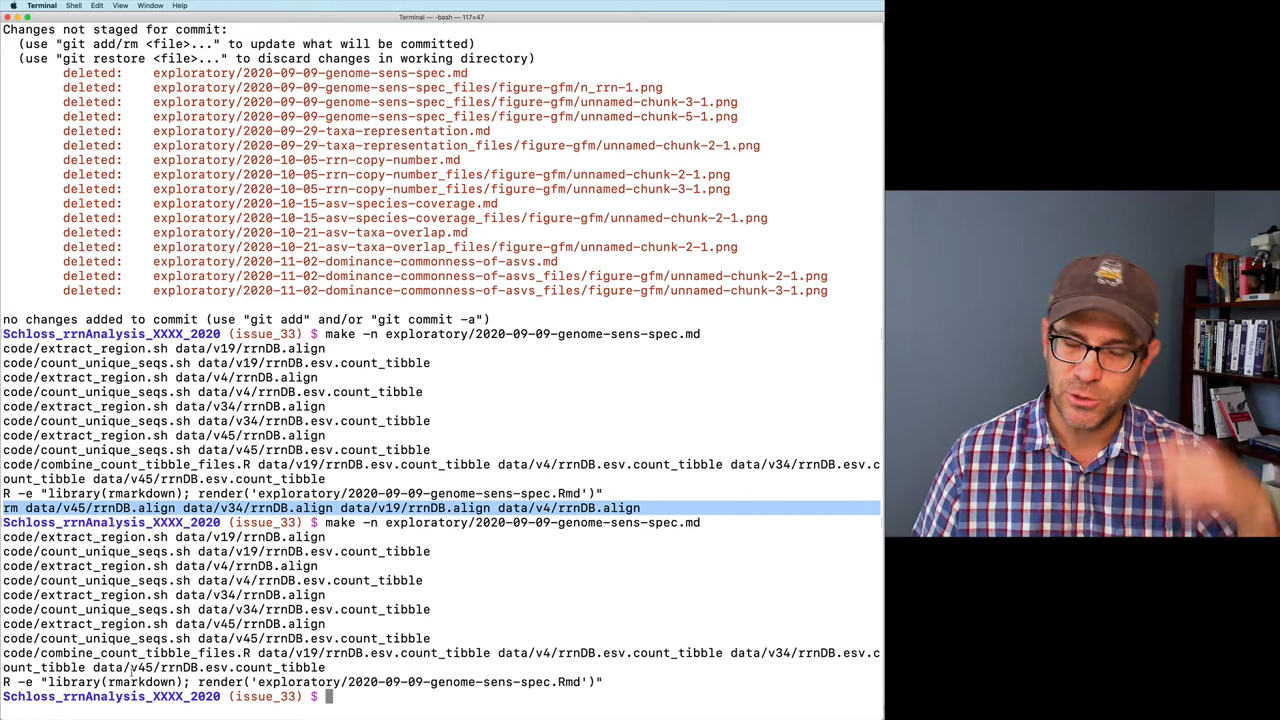 Terminal Shell Edit View Window Help
Terminal — -bash — 117×47
Changes not staged for commit:
(use "git add/rm <file>..." to update what will be committed)
(use "git restore <file>..." to discard changes in working directory)
deleted: exploratory/2020-09-09-genome-sens-spec.md
deleted: exploratory/2020-09-09-genome-sens-spec_files/figure-gfm/n_rrn-1.png
deleted: exploratory/2020-09-09-genome-sens-spec_files/figure-gfm/unnamed-chunk-3-1.png
deleted: exploratory/2020-09-09-genome-sens-spec_files/figure-gfm/unnamed-chunk-5-1.png
deleted: exploratory/2020-09-29-taxa-representation.md
deleted: exploratory/2020-09-29-taxa-representation_files/figure-gfm/unnamed-chunk-2-1.png
deleted: exploratory/2020-10-05-rrn-copy-number.md
deleted: exploratory/2020-10-05-rrn-copy-number_files/figure-gfm/unnamed-chunk-2-1.png
deleted: exploratory/2020-10-05-rrn-copy-number_files/figure-gfm/unnamed-chunk-3-1.png
deleted: exploratory/2020-10-15-asv-species-coverage.md
deleted: exploratory/2020-10-15-asv-species-coverage_files/figure-gfm/unnamed-chunk-2-1.png
deleted: exploratory/2020-10-21-asv-taxa-overlap.md
deleted: exploratory/2020-10-21-asv-taxa-overlap_files/figure-gfm/unnamed-chunk-2-1.png
deleted: exploratory/2020-11-02-dominance-commonness-of-asvs.md
deleted: exploratory/2020-11-02-dominance-commonness-of-asvs_files/figure-gfm/unnamed-chunk-2-1.png
deleted: exploratory/2020-11-02-dominance-commonness-of-asvs_files/figure-gfm/unnamed-chunk-3-1.png
no changes added to commit (use "git add" and/or "git commit -a")
Schloss_rrnAnalysis_XXXX_2020 (issue_33) $ make -n exploratory/2020-09-09-genome-sens-spec.md
code/extract_region.sh data/v19/rrnDB.align
code/count_unique_seqs.sh data/v19/rrnDB.esv.count_tibble
code/extract_region.sh data/v4/rrnDB.align
code/count_unique_seqs.sh data/v4/rrnDB.esv.count_tibble
code/extract_region.sh data/v34/rrnDB.align
code/count_unique_seqs.sh data/v34/rrnDB.esv.count_tibble
code/extract_region.sh data/v45/rrnDB.align
code/count_unique_seqs.sh data/v45/rrnDB.esv.count_tibble
code/combine_count_tibble_files.R data/v19/rrnDB.esv.count_tibble data/v4/rrnDB.esv.count_tibble data/v34/rrnDB.esv.c
ount_tibble data/v45/rrnDB.esv.count_tibble
R -e "library(rmarkdown); render('exploratory/2020-09-09-genome-sens-spec.Rmd')"
rm data/v45/rrnDB.align data/v34/rrnDB.align data/v19/rrnDB.align data/v4/rrnDB.align
Schloss_rrnAnalysis_XXXX_2020 (issue_33) $ make -n exploratory/2020-09-09-genome-sens-spec.md
code/extract_region.sh data/v19/rrnDB.align
code/count_unique_seqs.sh data/v19/rrnDB.esv.count_tibble
code/extract_region.sh data/v4/rrnDB.align
code/count_unique_seqs.sh data/v4/rrnDB.esv.count_tibble
code/extract_region.sh data/v34/rrnDB.align
code/count_unique_seqs.sh data/v34/rrnDB.esv.count_tibble
code/extract_region.sh data/v45/rrnDB.align
code/count_unique_seqs.sh data/v45/rrnDB.esv.count_tibble
code/combine_count_tibble_files.R data/v19/rrnDB.esv.count_tibble data/v4/rrnDB.esv.count_tibble data/v34/rrnDB.esv.c
ount_tibble data/v45/rrnDB.esv.count_tibble
R -e "library(rmarkdown); render('exploratory/2020-09-09-genome-sens-spec.Rmd')"
Schloss_rrnAnalysis_XXXX_2020 (issue_33) $